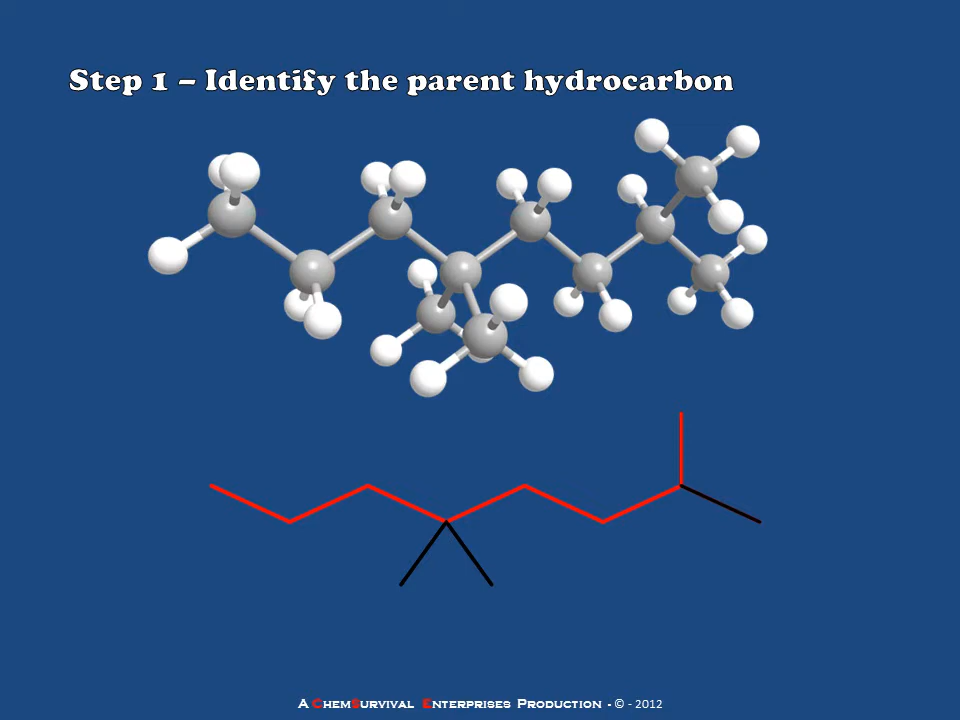 Step 1 – Identify the parent hydrocarbon
A ChemSurvival Enterprises Production - © - 2012